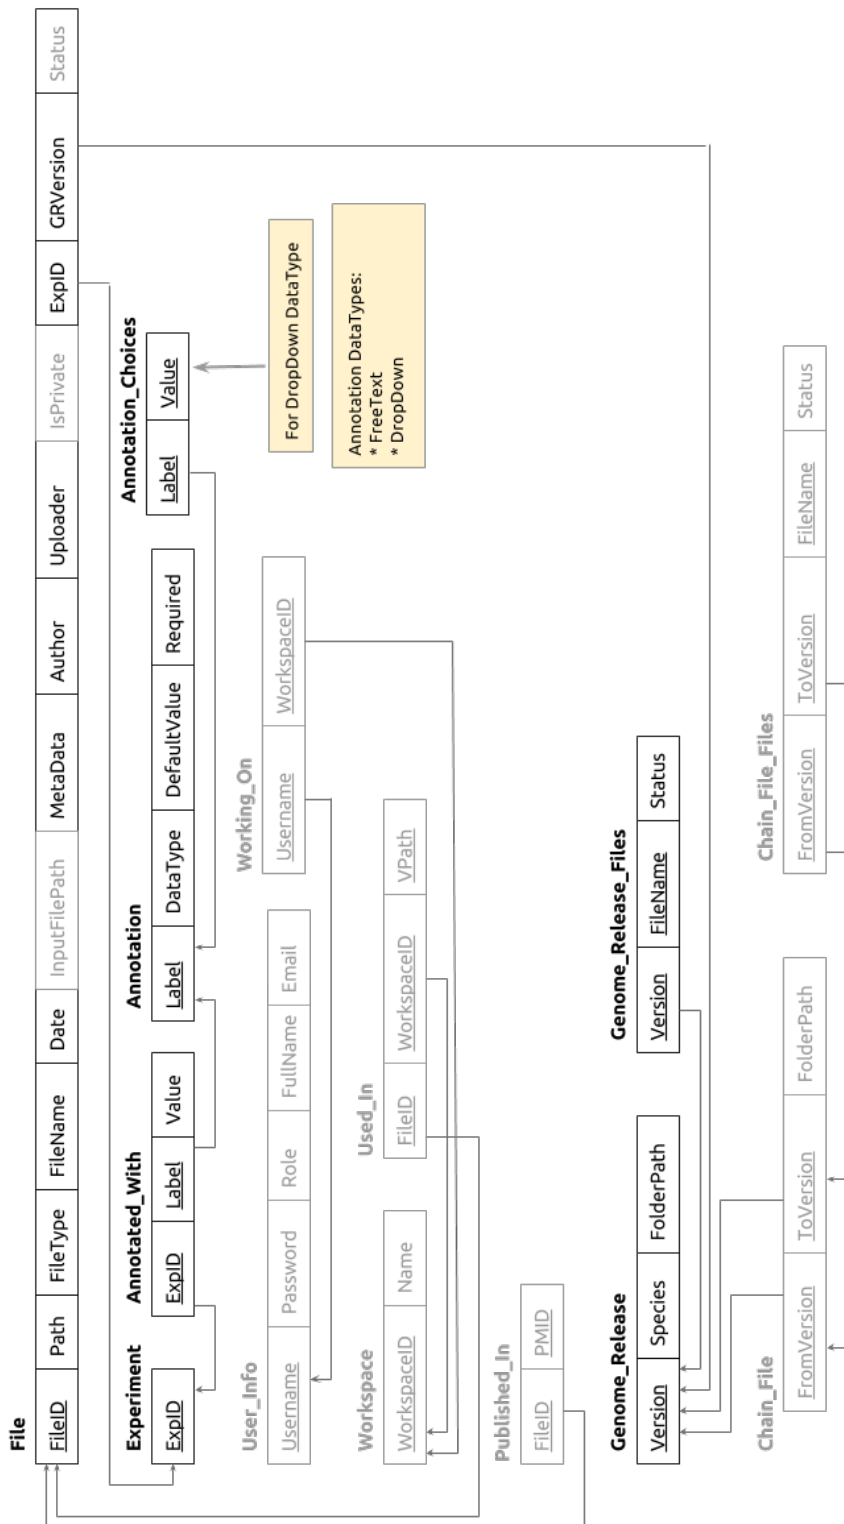 File
FileID Path FileType FileName Date InputFilePath MetaData Author Uploader IsPrivate ExpID GRVersion Status
Experiment
ExpID
Annotated_With
ExpID Label Value
Annotation
Label DataType DefaultValue Required
Annotation_Choices
Label Value
User_Info
Username Password Role FullName Email
Working_On
Username WorkspaceID
For DropDown DataType
Workspace
WorkspaceID Name
Used_In
FileID WorkspaceID VPath
Annotation DataTypes:
* FreeText
* DropDown
Published_In
FileID PMID
Genome_Release
Version Species FolderPath
Genome_Release_Files
Version FileName Status
Chain_File
FromVersion ToVersion FolderPath
Chain_File_Files
FromVersion ToVersion FileName Status